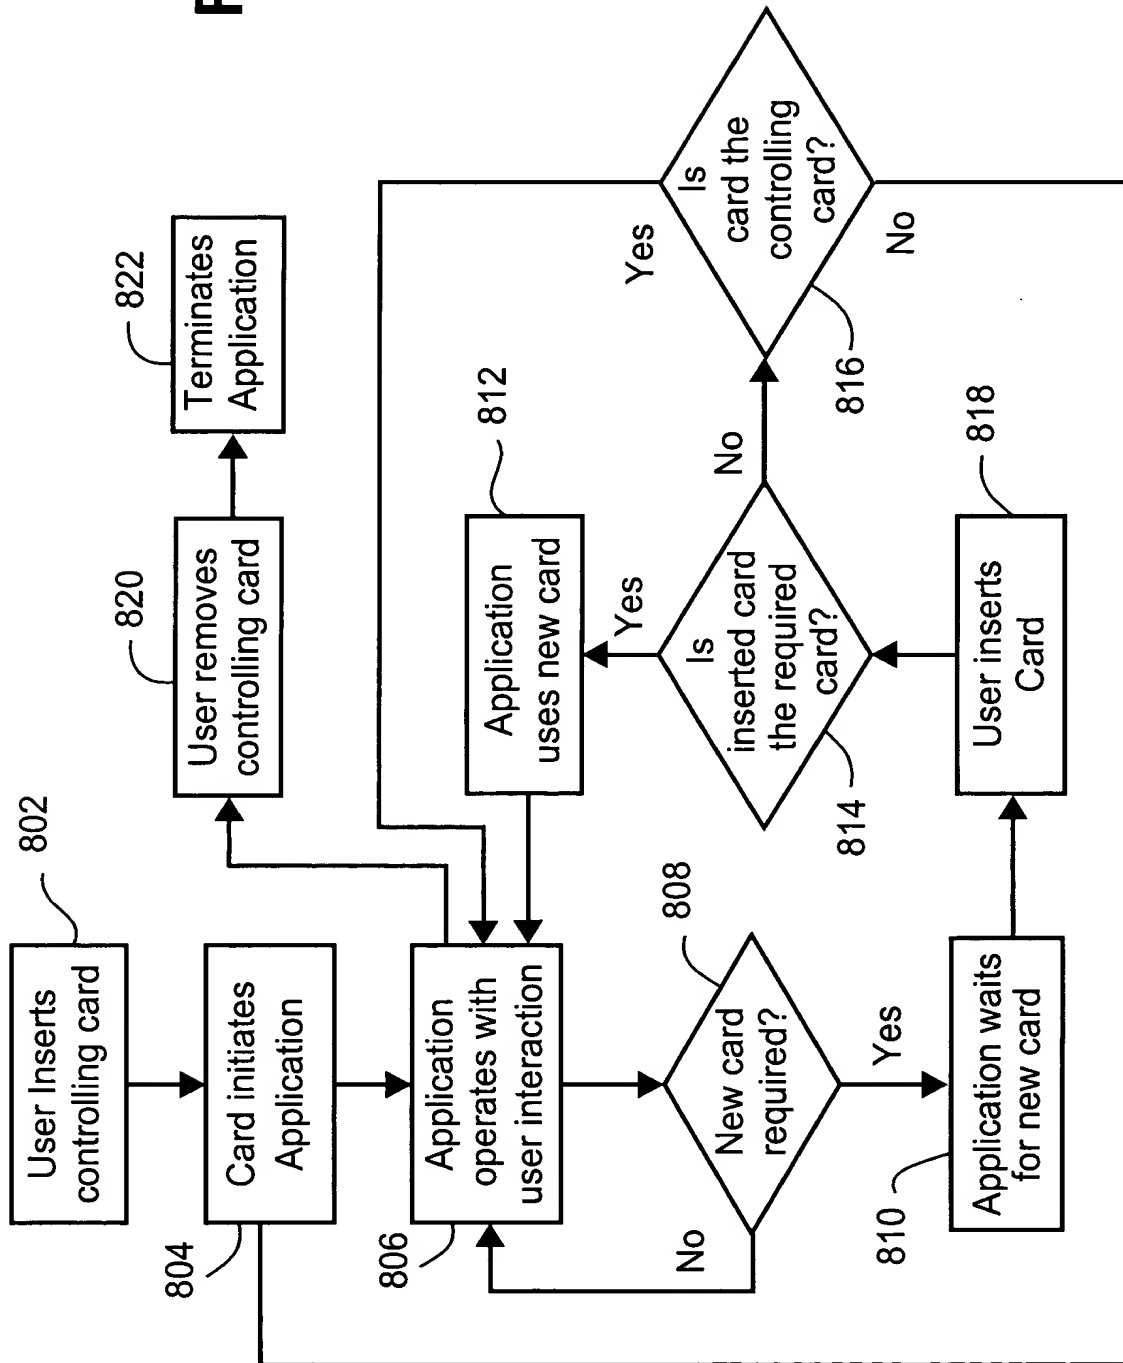 F
User Inserts
controlling card
802
Card initiates
Application
804
Application
operates with
user interaction
806
New card
required?
808
No
Yes
Application waits
for new card
810
User inserts
Card
818
Is
inserted card
the required
card?
814
Yes
No
Application
uses new card
812
Is
card the
controlling
card?
816
Yes
No
User removes
controlling card
820
Terminates
Application
822